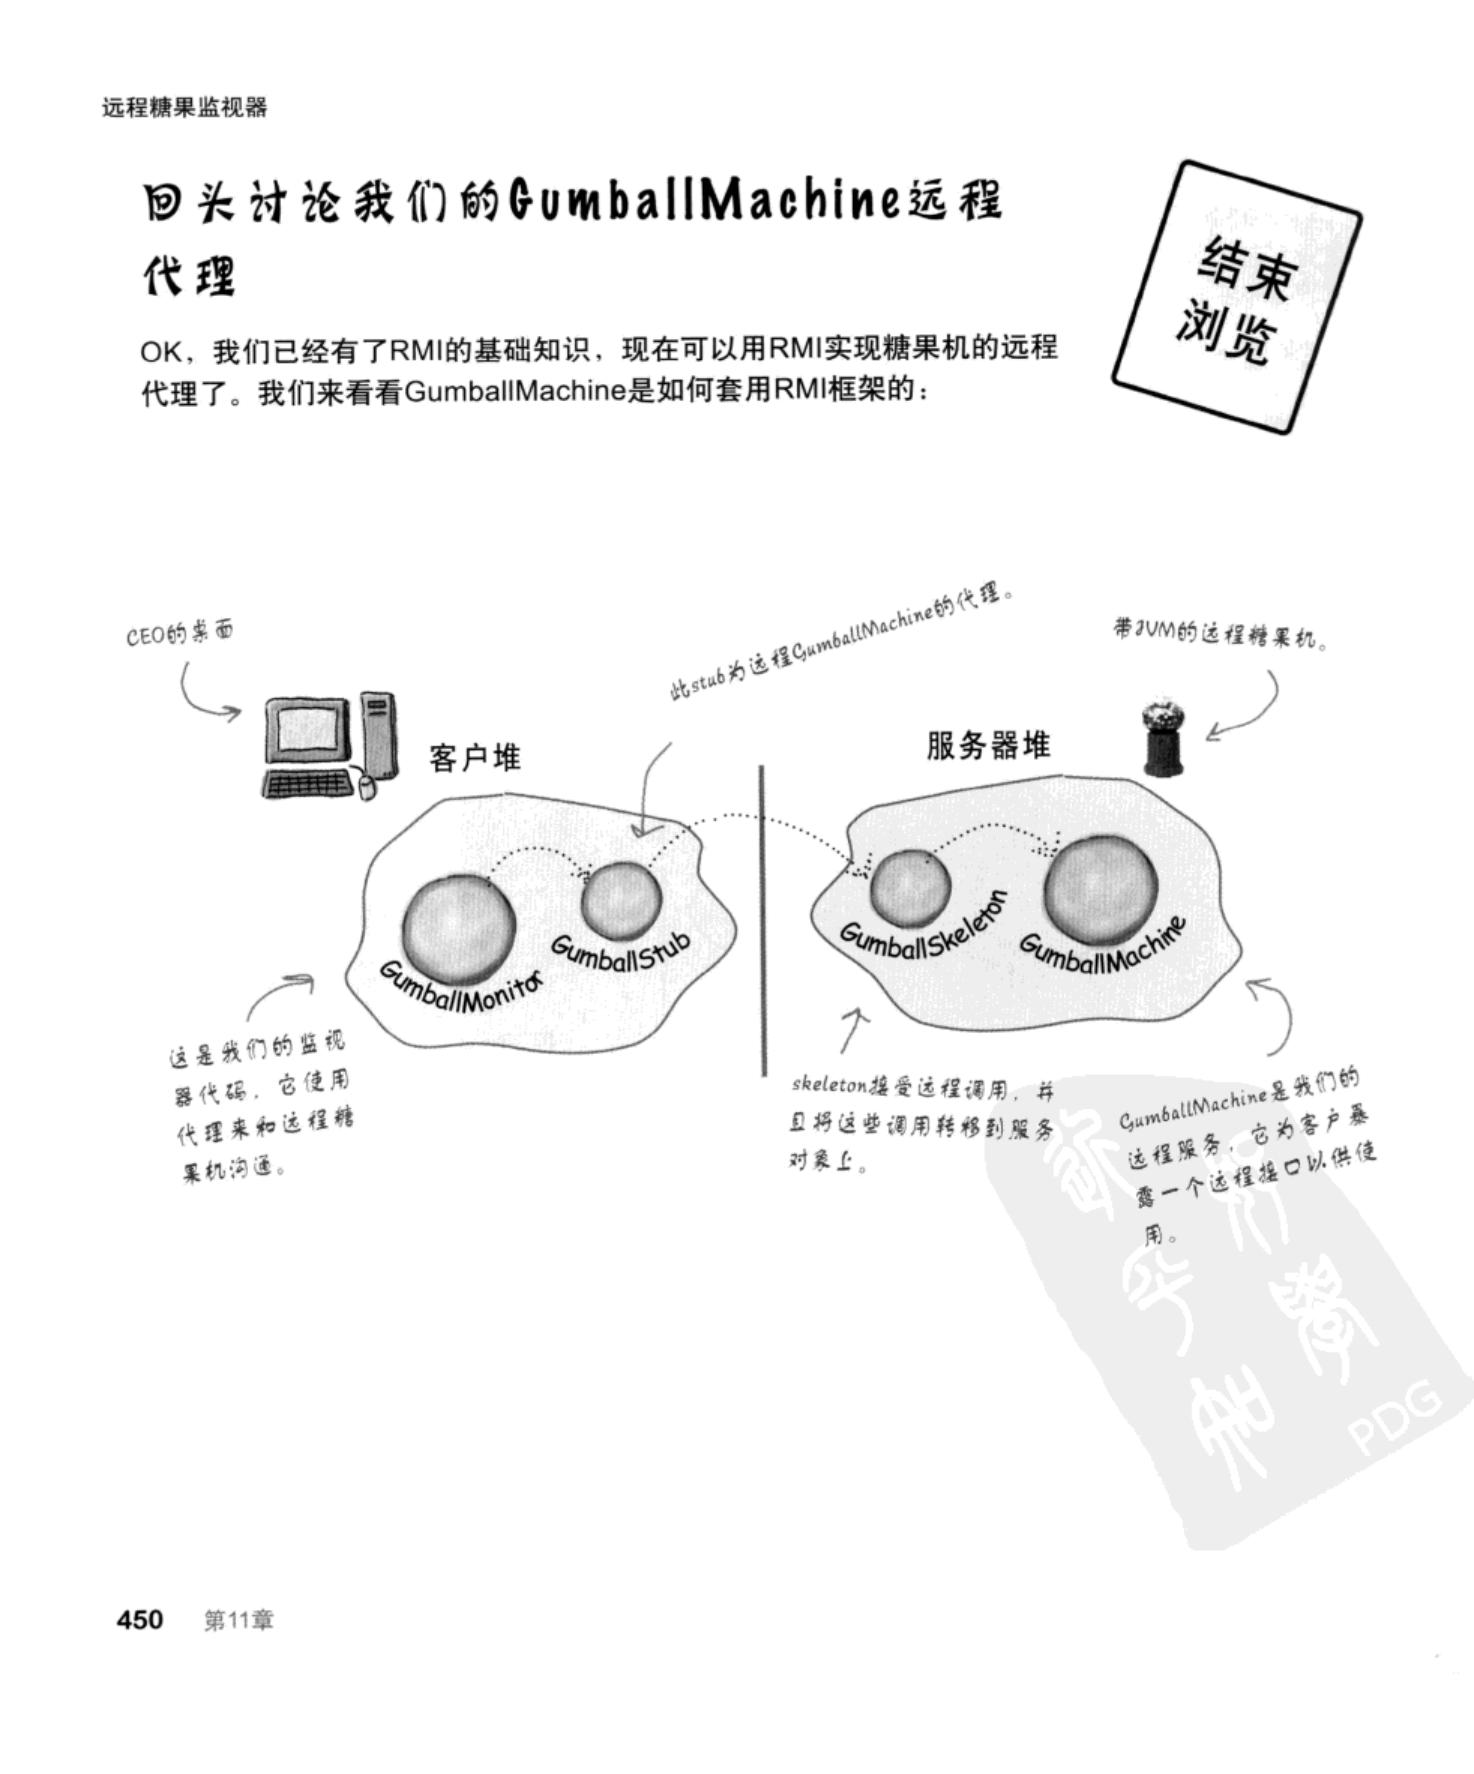 远程糖果监视器
回头讨论我们的GumballMachine远程
代理
结束
浏览
OK，我们已经有了RMI的基础知识，现在可以用RMI实现糖果机的远程
代理了。我们来看看GumballMachine是如何套用RMI框架的：
CEO的桌面
此stub为远程GumballMachine的代理。
带JVM的远程糖果机。
客户堆
服务器堆
GumballMonitor
GumballStub
GumballSkeleton
GumballMachine
这是我们的监视
器代码，它使用
代理来和远程糖
果机沟通。
skeleton接受远程调用，并
且将这些调用转移到服务
对象上。
GumballMachine是我们的
远程服务，它为客户暴
露一个远程接口以供使
用。
PDG
450 第11章